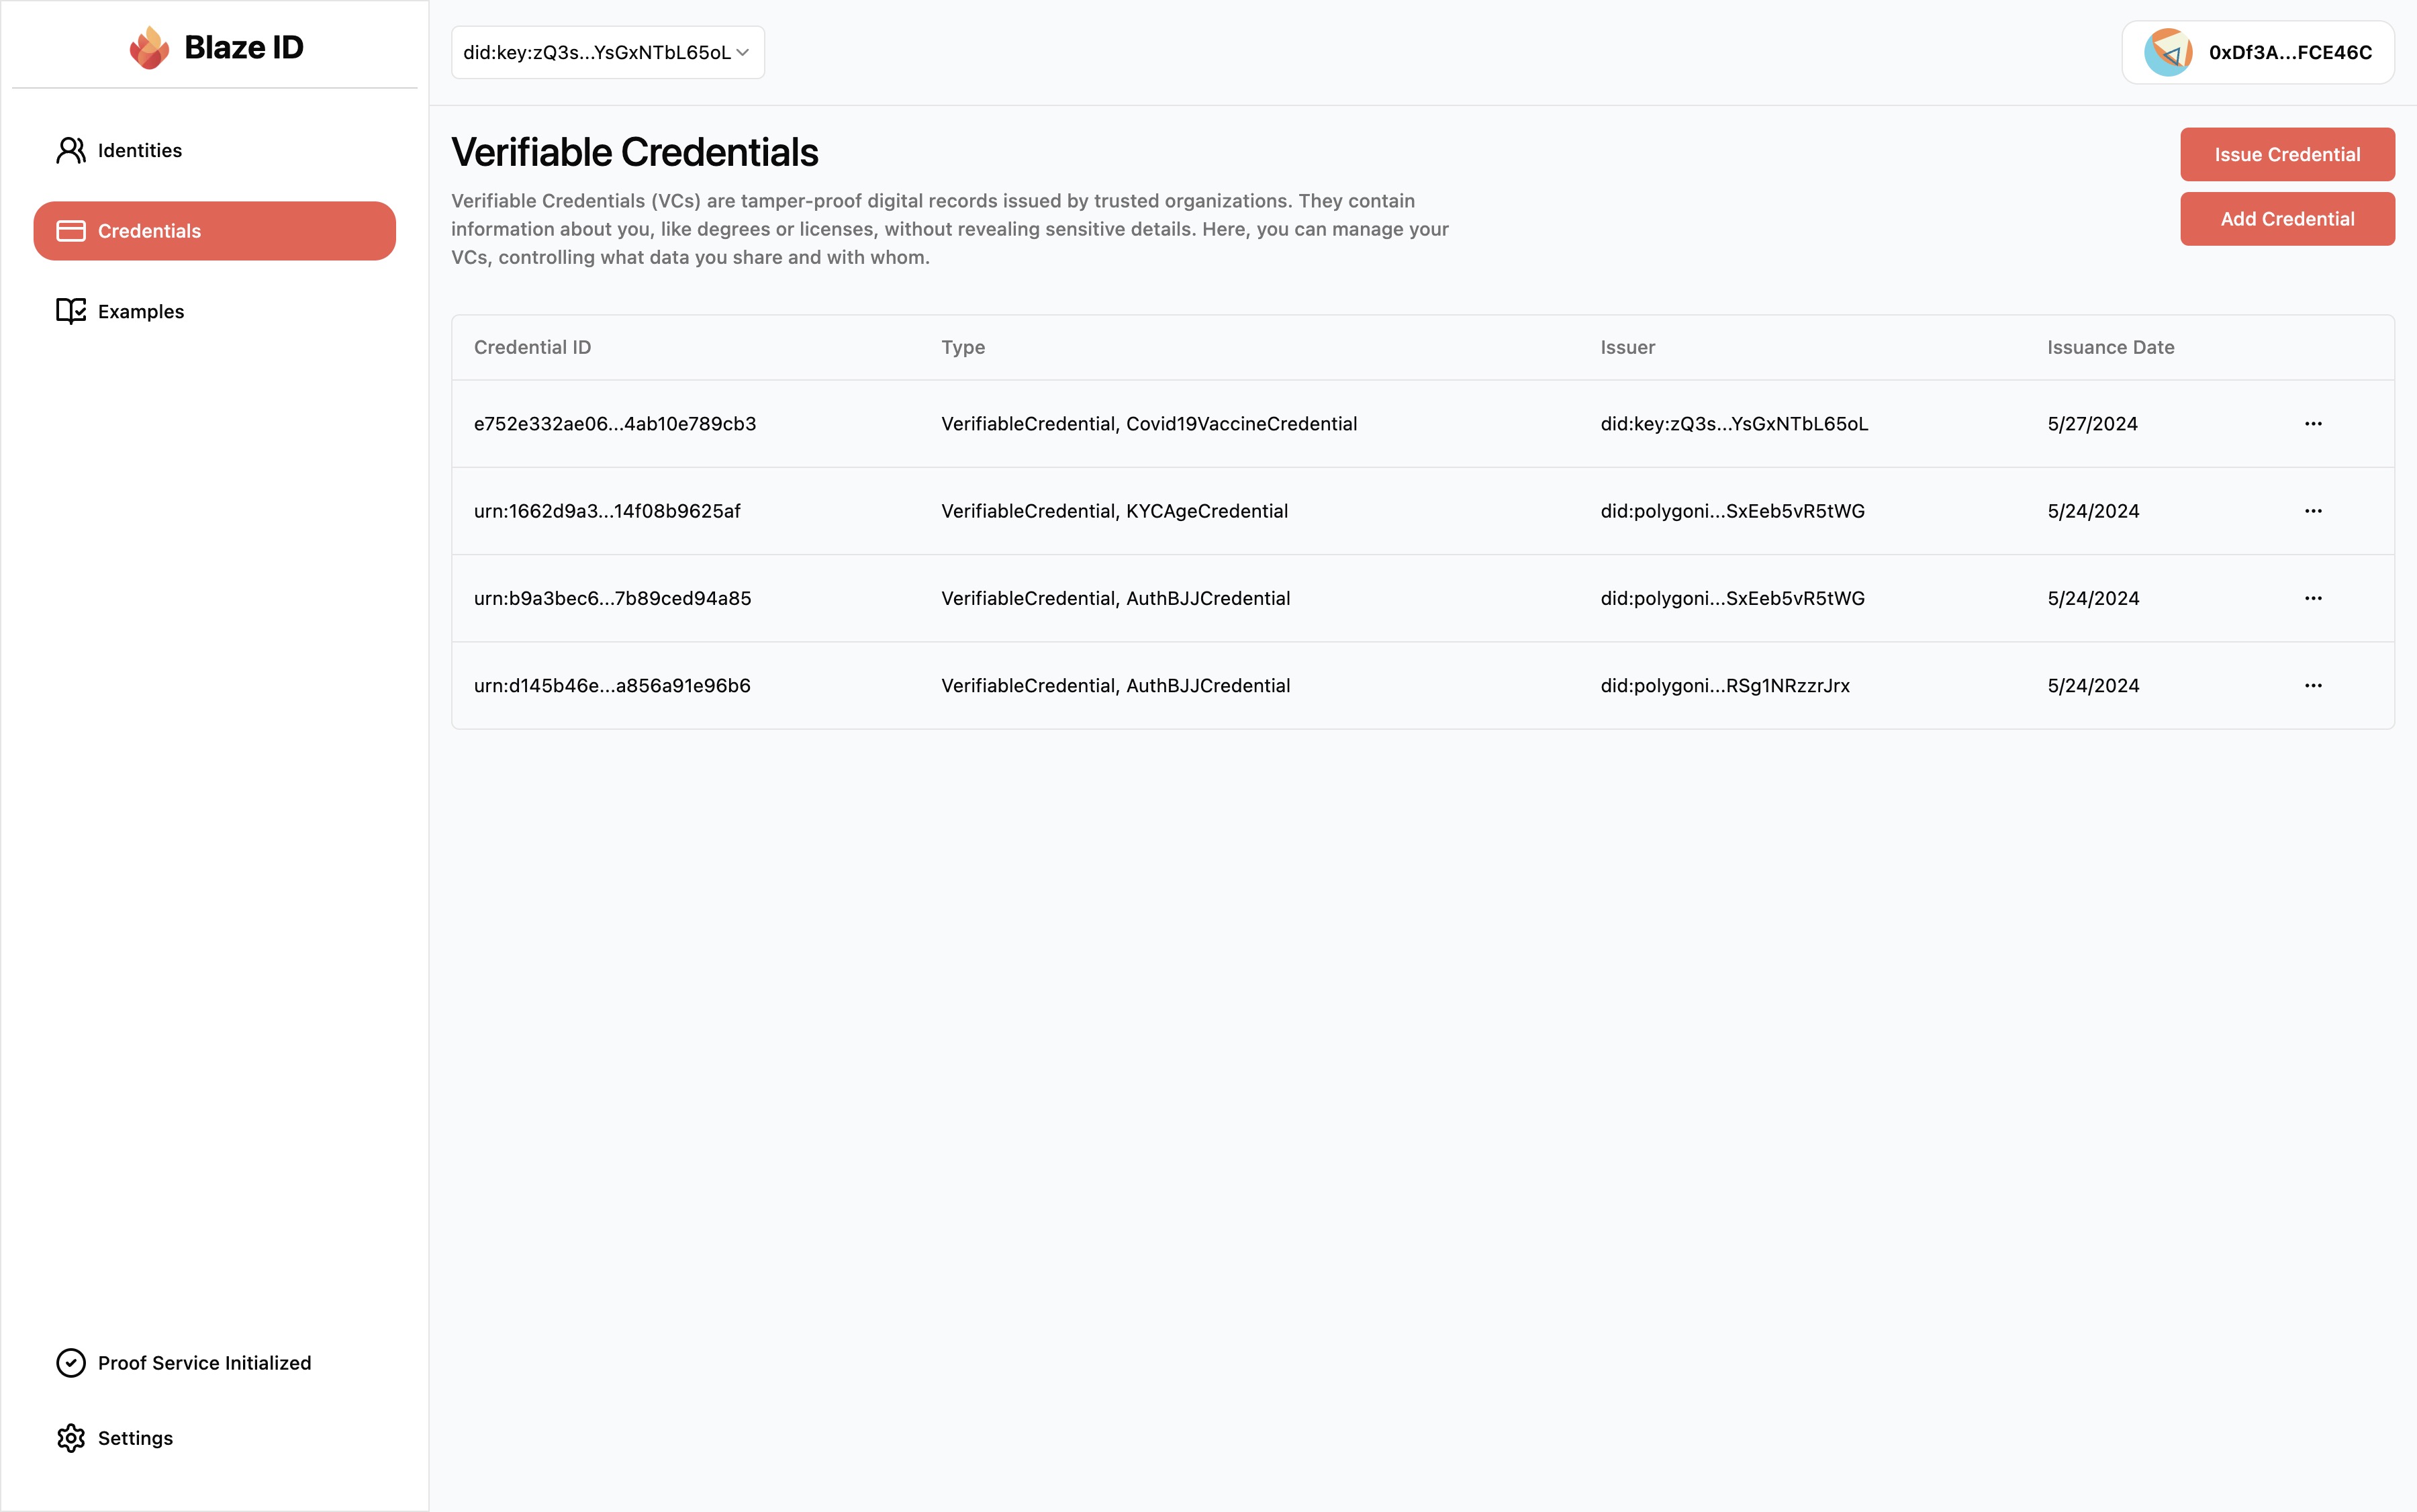 Blaze ID
did:key:zQ3s...YsGxNTbL65oL
0xDf3A...FCE46C
Identities
Credentials
Examples
Verifiable Credentials
Verifiable Credentials (VCs) are tamper-proof digital records issued by trusted organizations. They contain
information about you, like degrees or licenses, without revealing sensitive details. Here, you can manage your
VCs, controlling what data you share and with whom.
Issue Credential
Add Credential
Credential ID Type Issuer Issuance Date
e752e332ae06...4ab10e789cb3 VerifiableCredential, Covid19VaccineCredential did:key:zQ3s...YsGxNTbL65oL 5/27/2024 ...
urn:1662d9a3...14f08b9625af VerifiableCredential, KYCAgeCredential did:polygoni...SxEeb5vR5tWG 5/24/2024 ...
urn:b9a3bec6...7b89ced94a85 VerifiableCredential, AuthBJJCredential did:polygoni...SxEeb5vR5tWG 5/24/2024 ...
urn:d145b46e...a856a91e96b6 VerifiableCredential, AuthBJJCredential did:polygoni...RSg1NRzzrJrx 5/24/2024 ...
Proof Service Initialized
Settings